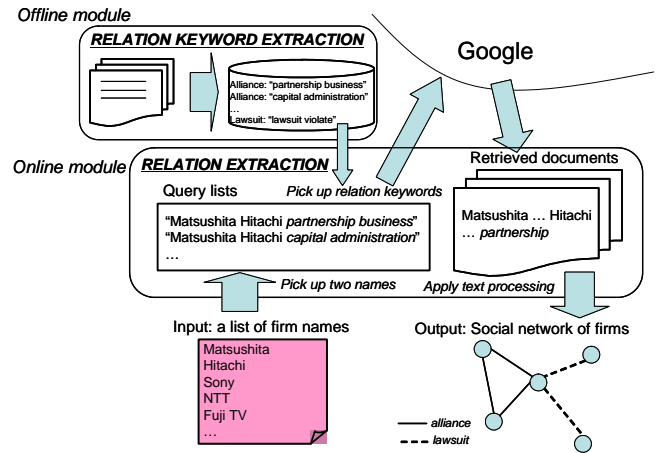 Offline module
RELATION KEYWORD EXTRACTION
Alliance: “partnership business”
Alliance: “capital administration”
…
Lawsuit: “lawsuit violate”
Google
Online module
RELATION EXTRACTION
Query lists
Pick up relation keywords
“Matsushita Hitachi partnership business”
“Matsushita Hitachi capital administration”
…
Pick up two names
Retrieved documents
Matsushita … Hitachi
… partnership
Apply text processing
Input: a list of firm names
Matsushita
Hitachi
Sony
NTT
Fuji TV
…
Output: Social network of firms
alliance
lawsuit